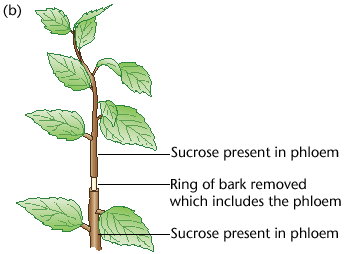 (b)
Sucrose present in phloem
Ring of bark removed
which includes the phloem
Sucrose present in phloem